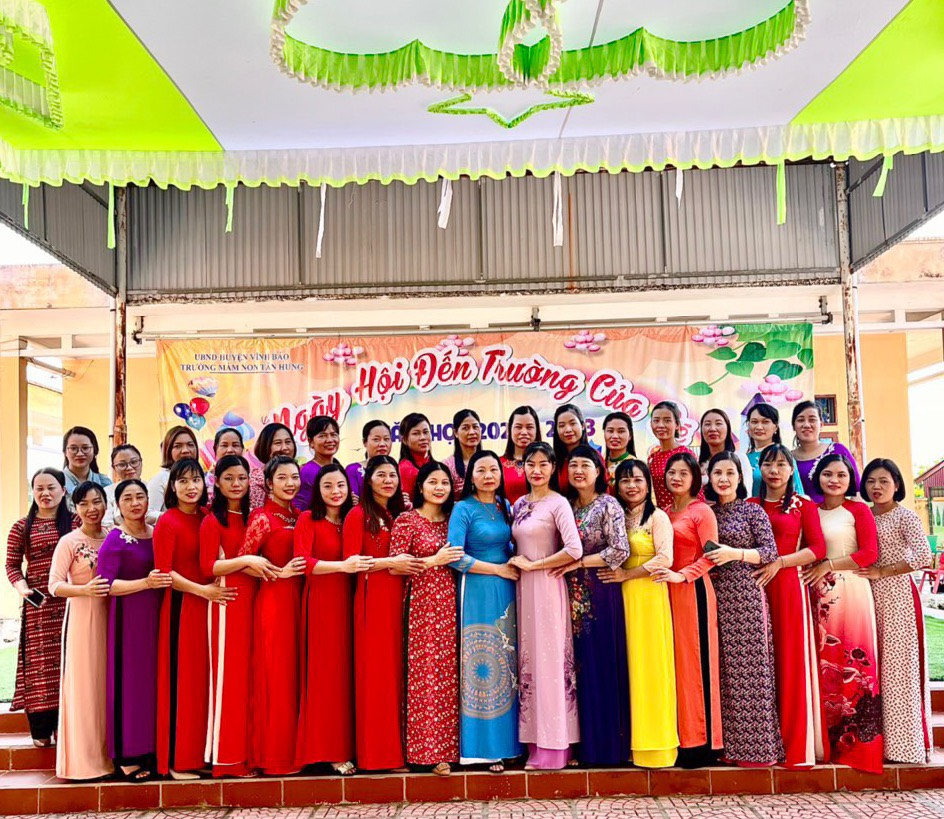 UBND HUYỆN VĨNH BẢO
TRƯỜNG MẦM NON TÂN HƯNG
Ngày Hội Đến Trường Của